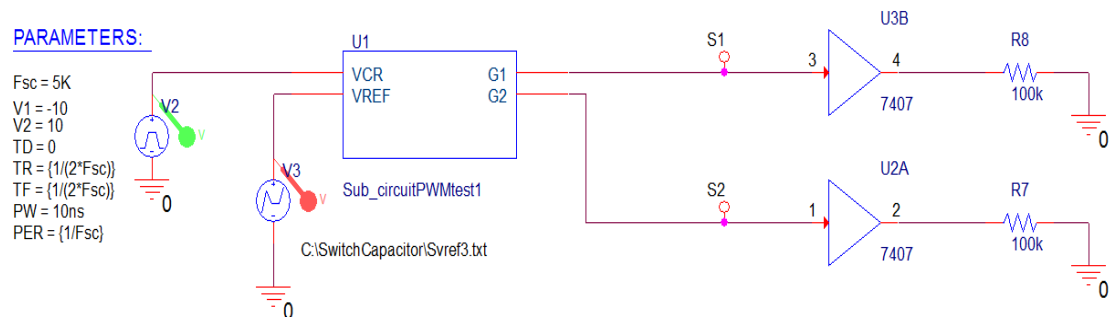 PARAMETERS:
Fsc = 5K
V1 = -10
V2 = 10
TD = 0
TR = {1/(2*Fsc)}
TF = {1/(2*Fsc)}
PW = 10ns
PER = {1/Fsc}
V2
V
0
U1
VCR
VREF
G1
G2
Sub_circuitPWMtest1
V3
V
C:\SwitchCapacitor\Svref3.txt
0
S1
U3B
3
4
7407
R8
100k
0
S2
U2A
1
2
7407
R7
100k
0